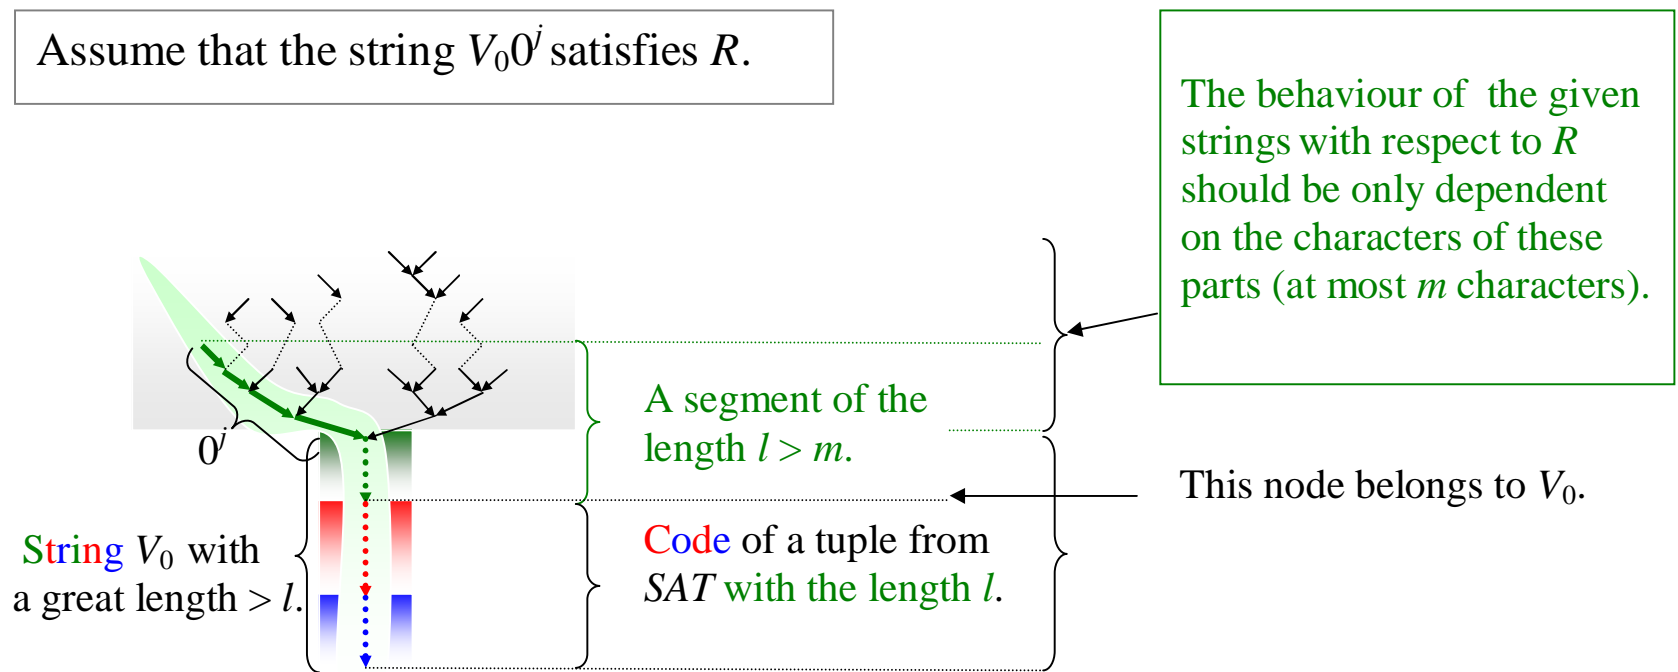 Assume that the string V₀0ʲ satisfies R.
The behaviour of the given
strings with respect to R
should be only dependent
on the characters of these
parts (at most m characters).
A segment of the
length l > m.
0ʲ
This node belongs to V₀.
String V₀ with
a great length > l.
Code of a tuple from
SAT with the length l.